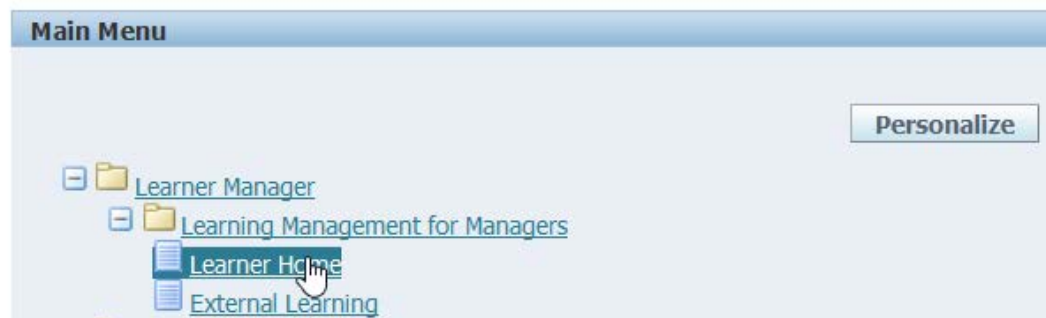 Main Menu
Personalize
Learner Manager
Learning Management for Managers
Learner Home
External Learning